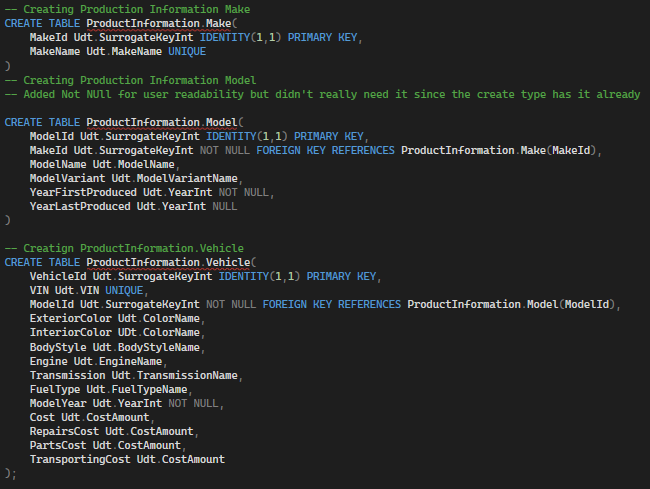 -- Creating Production Information Make
CREATE TABLE ProductInformation.Make(
    MakeId Udt.SurrogateKeyInt IDENTITY(1,1) PRIMARY KEY,
    MakeName Udt.MakeName UNIQUE
)
-- Creating Production Information Model
-- Added Not NUll for user readability but didn't really need it since the create type has it already

CREATE TABLE ProductInformation.Model(
    ModelId Udt.SurrogateKeyInt IDENTITY(1,1) PRIMARY KEY,
    MakeId Udt.SurrogateKeyInt NOT NULL FOREIGN KEY REFERENCES ProductInformation.Make(MakeId),
    ModelName Udt.ModelName,
    ModelVariant Udt.ModelVariantName,
    YearFirstProduced Udt.YearInt NOT NULL,
    YearLastProduced Udt.YearInt NULL
)

-- Creatign ProductInformation.Vehicle
CREATE TABLE ProductInformation.Vehicle(
    VehicleId Udt.SurrogateKeyInt IDENTITY(1,1) PRIMARY KEY,
    VIN Udt.VIN UNIQUE,
    ModelId Udt.SurrogateKeyInt NOT NULL FOREIGN KEY REFERENCES ProductInformation.Model(ModelId),
    ExteriorColor Udt.ColorName,
    InteriorColor UDt.ColorName,
    BodyStyle Udt.BodyStyleName,
    Engine Udt.EngineName,
    Transmission Udt.TransmissionName,
    FuelType Udt.FuelTypeName,
    ModelYear Udt.YearInt NOT NULL,
    Cost Udt.CostAmount,
    RepairsCost Udt.CostAmount,
    PartsCost Udt.CostAmount,
    TransportingCost Udt.CostAmount
);